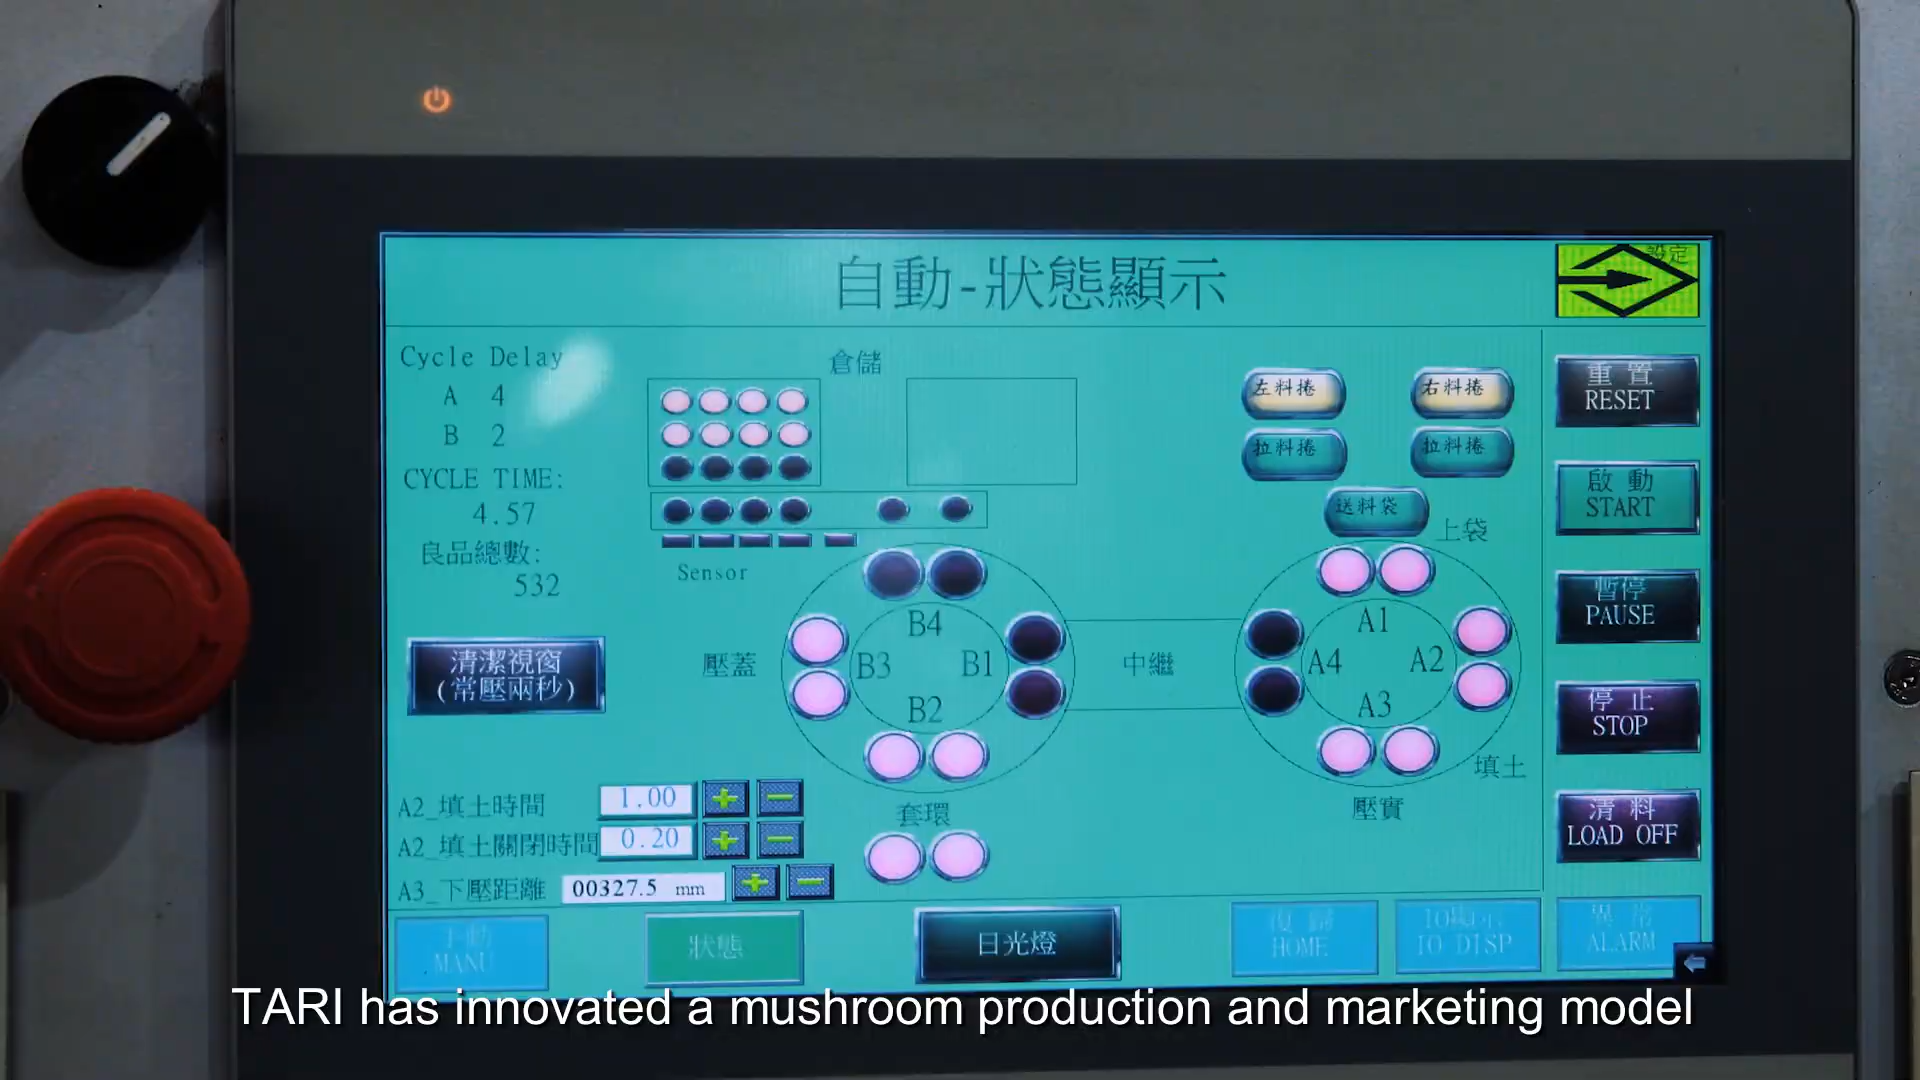 自動-狀態顯示
設定
Cycle Delay
A 4
B 2
CYCLE TIME:
4.57
良品總數:
532
倉儲
Sensor
左料捲
右料捲
拉料捲
拉料捲
送料袋
上袋
重置
RESET
啟動
START
暫停
PAUSE
停止
STOP
清料
LOAD OFF
清潔視窗
(常壓兩秒)
壓蓋
B4
B3
B1
B2
中繼
A1
A4
A2
A3
填土
壓實
套環
A2_填土時間 1.00 + −
A2_填土關閉時間 0.20 + −
A3_下壓距離 00327.5 mm + −
手動
MANU
狀態
日光燈
復歸
HOME
IO DISP
異常
ALARM
TARI has innovated a mushroom production and marketing model